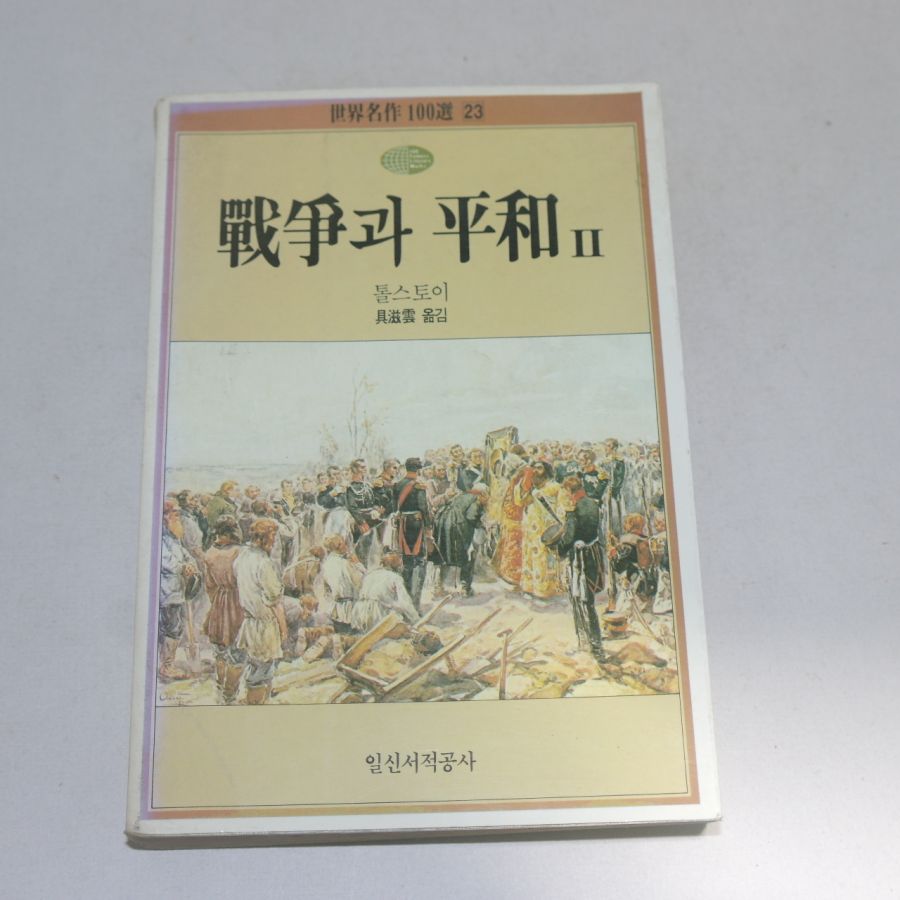 世界名作 100選 23
戰爭과 平和 II
톨스토이
具滋雲 옮김
일신서적공사